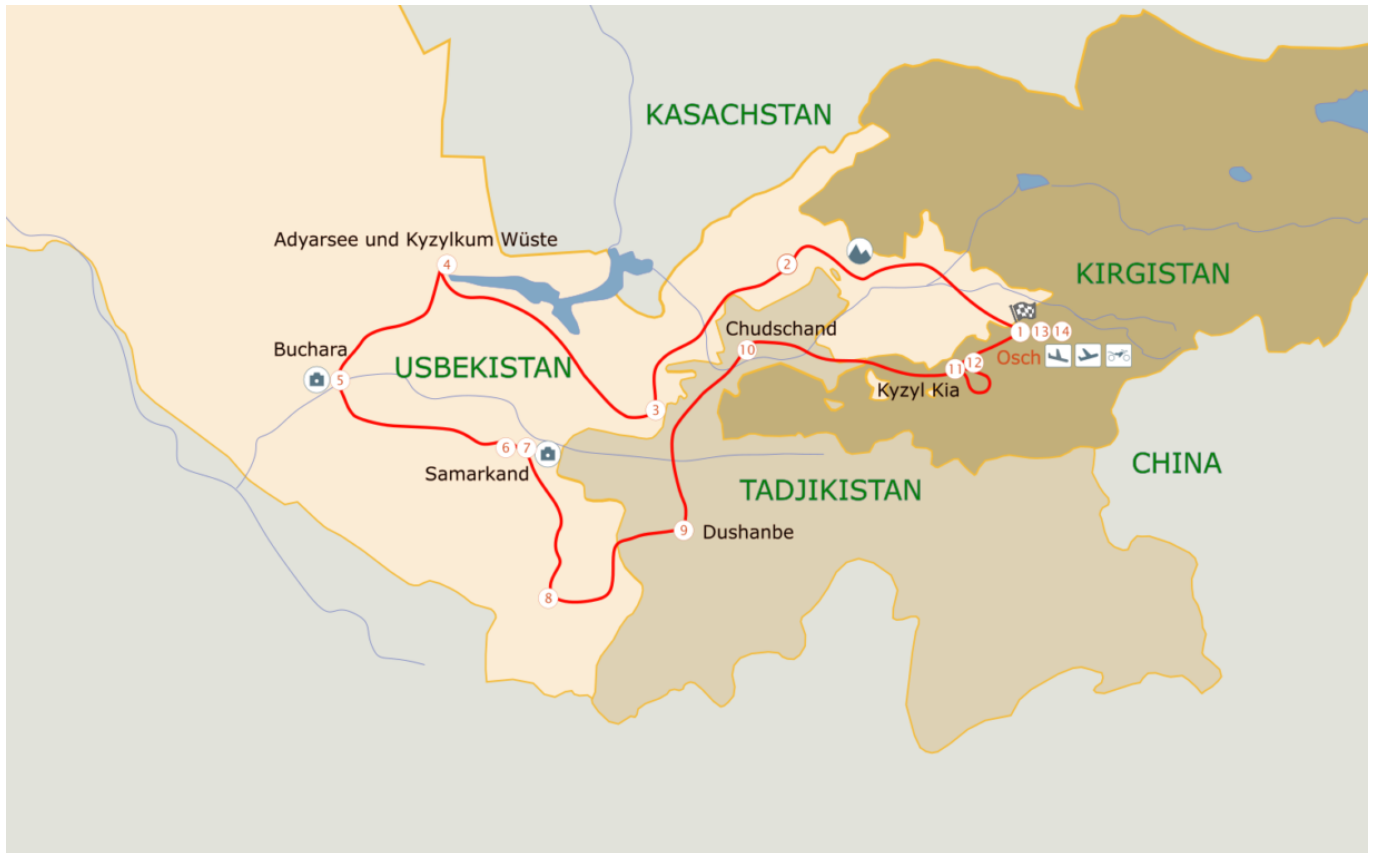 KASACHSTAN
Adyarsee und Kyzylkum Wüste
4
2
KIRGISTAN
Chudschand
10
1 13 14
Osch
Buchara
5
USBEKISTAN
3
11
12
Kyzyl Kia
6 7
Samarkand
CHINA
TADJIKISTAN
9
Dushanbe
8